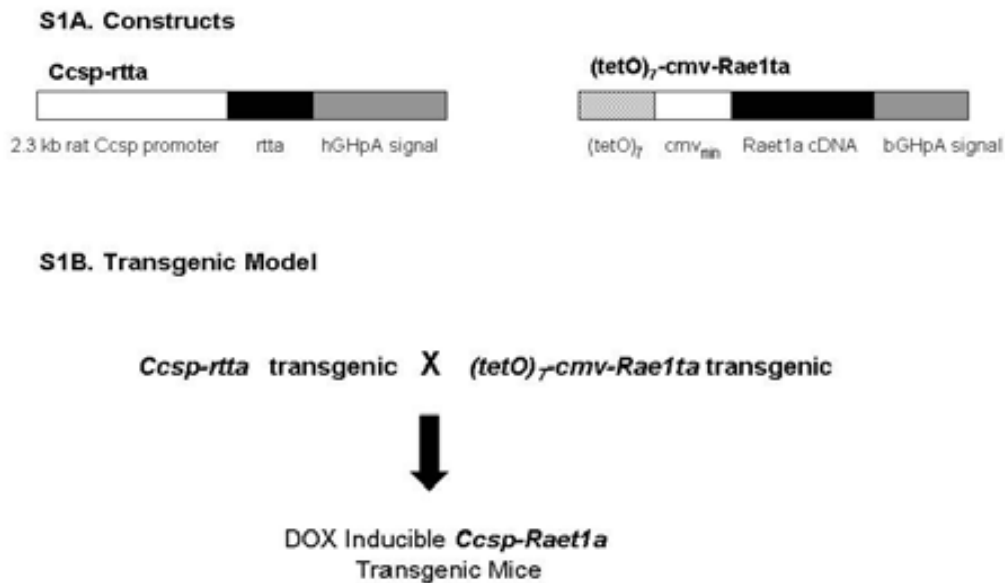 S1A. Constructs
Ccsp-rtta
2.3 kb rat Ccsp promoter rtta hGHpA signal
(tetO)7-cmv-Rae1ta
(tetO)7 cmvmin Raet1a cDNA bGHpA signal
S1B. Transgenic Model
Ccsp-rtta transgenic X (tetO)7-cmv-Rae1ta transgenic
DOX Inducible Ccsp-Raet1a
Transgenic Mice